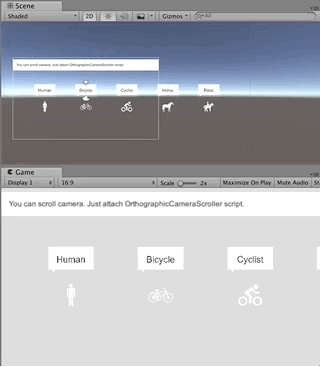 Scene
Shaded
2D
Gizmos
All
You can scroll camera. Just attach OrthographicCameraScroller script.
Human
Bicycle
Cyclist
Horse
Rider
Game
Display 1
16:9
Scale
2x
Maximize On Play
Mute Audio
St
You can scroll camera. Just attach OrthographicCameraScroller script.
Human
Bicycle
Cyclist